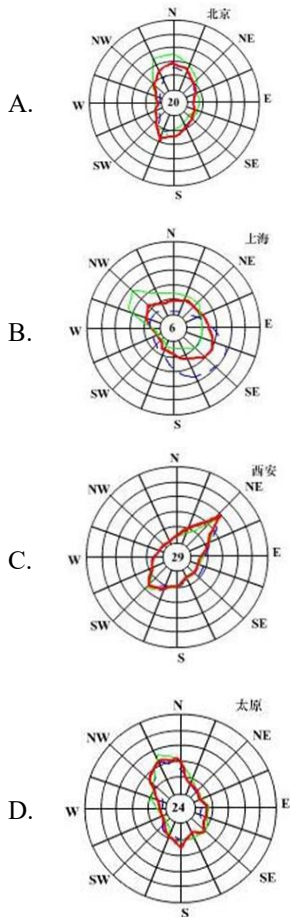 A.
N 北京
NW NE
W 20 E
SW SE
S
B.
N 上海
NW NE
W 6 E
SW SE
S
C.
N 西安
NW NE
W 29 E
SW SE
S
D.
N 太原
NW NE
W 24 E
SW SE
S